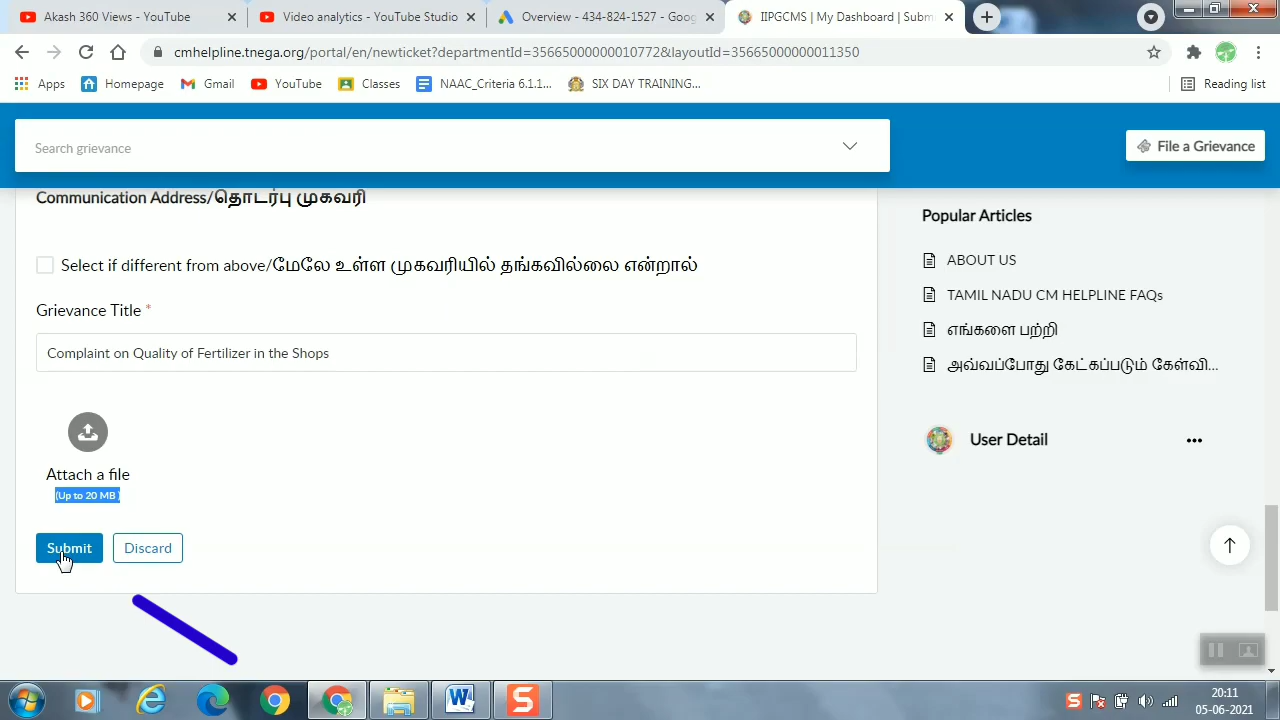 Akash 360 Views - YouTube
Video analytics - YouTube Studio
Overview - 434-824-1527 - Goog
IIPGCMS | My Dashboard | Subm
cmhelpline.tnega.org/portal/en/newticket?departmentId=35665000000010772&layoutId=35665000000011350
Apps
Homepage
Gmail
YouTube
Classes
NAAC_Criteria 6.1.1...
SIX DAY TRAINING...
Reading list
Search grievance
File a Grievance
Communication Address/தொடர்பு முகவரி
Select if different from above/மேலே உள்ள முகவரியில் தங்கவில்லை என்றால்
Grievance Title *
Complaint on Quality of Fertilizer in the Shops
Attach a file
(Up to 20 MB )
Submit
Discard
Popular Articles
ABOUT US
TAMIL NADU CM HELPLINE FAQs
எங்களை பற்றி
அவ்வப்போது கேட்கப்படும் கேள்வி...
User Detail
20:11
05-06-2021